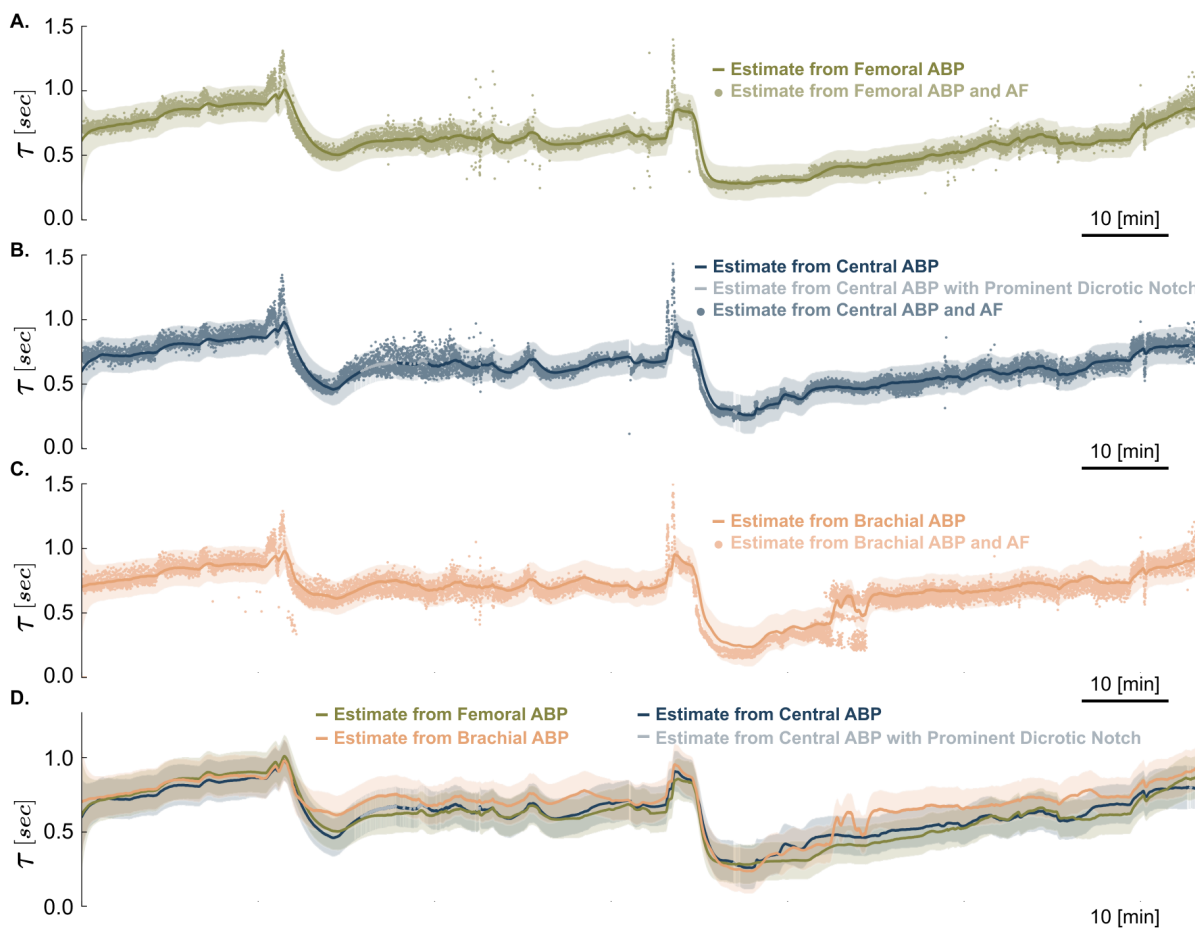 A.
1.5
1.0
0.5
0.0
τ [sec]
Estimate from Femoral ABP
Estimate from Femoral ABP and AF
10 [min]
B.
1.5
1.0
0.5
0.0
τ [sec]
Estimate from Central ABP
Estimate from Central ABP with Prominent Dicrotic Notch
Estimate from Central ABP and AF
10 [min]
C.
1.5
1.0
0.5
0.0
τ [sec]
Estimate from Brachial ABP
Estimate from Brachial ABP and AF
10 [min]
D.
1.0
0.5
0.0
τ [sec]
Estimate from Femoral ABP
Estimate from Brachial ABP
Estimate from Central ABP
Estimate from Central ABP with Prominent Dicrotic Notch
10 [min]